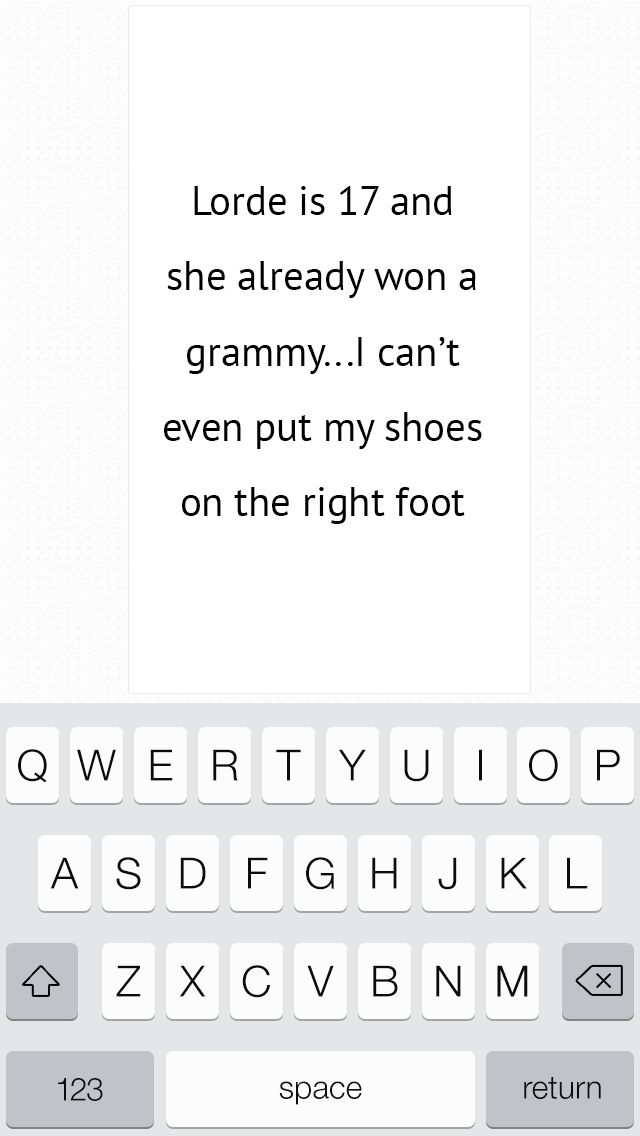 Lorde is 17 and
she already won a
grammy...I can’t
even put my shoes
on the right foot
Q W E R T Y U I O P
A S D F G H J K L
Z X C V B N M
123 space return